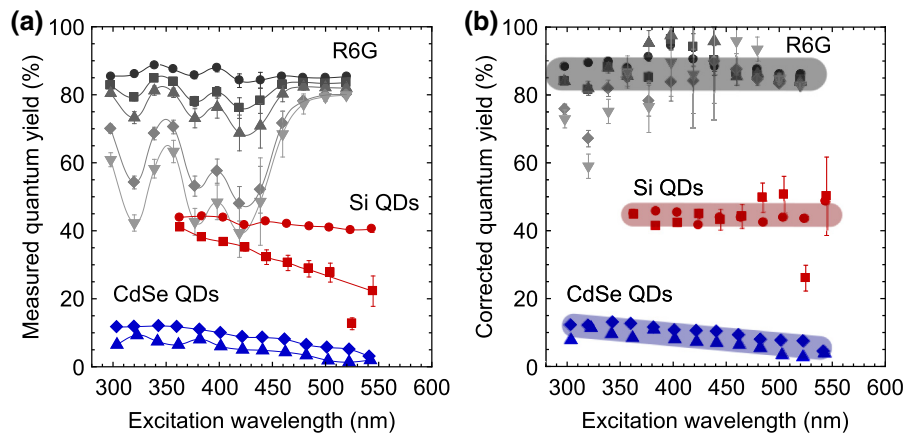 (a)
Measured quantum yield (%)
100
80
60
40
20
0
R6G
Si QDs
CdSe QDs
300 350 400 450 500 550 600
Excitation wavelength (nm)
(b)
Corrected quantum yield (%)
100
80
60
40
20
0
R6G
Si QDs
CdSe QDs
300 350 400 450 500 550 600
Excitation wavelength (nm)